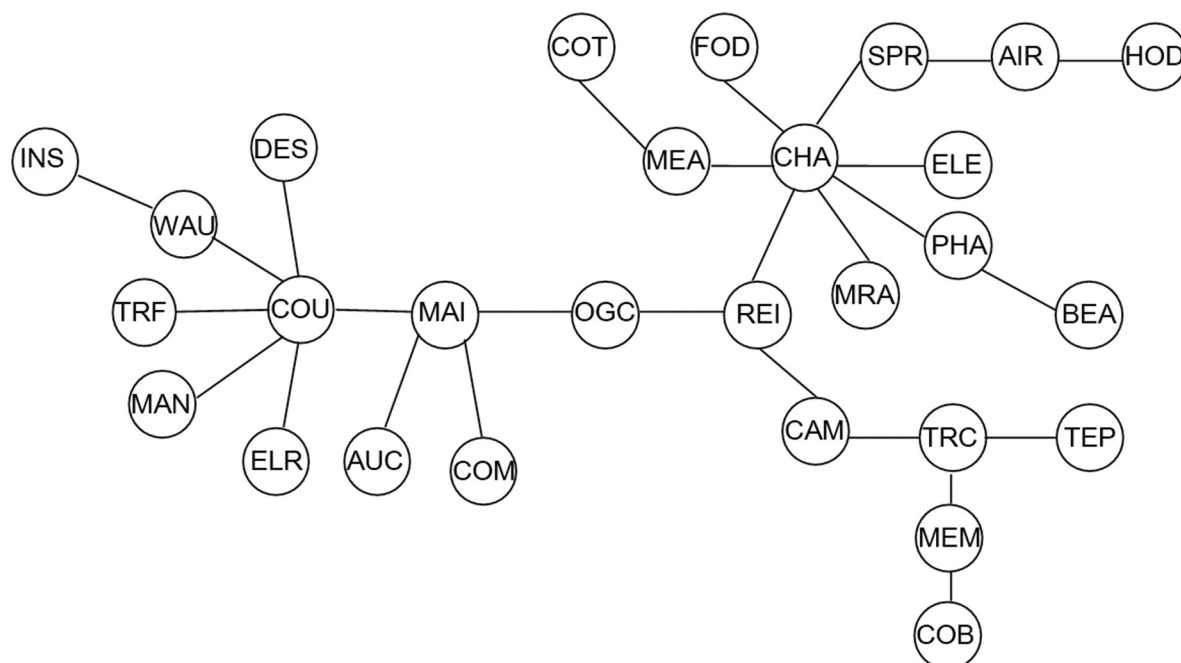 COT
FOD
SPR
AIR
HOD
INS
DES
MEA
CHA
ELE
WAU
PHA
TRF
COU
MAI
OGC
REI
MRA
BEA
MAN
ELR
AUC
COM
CAM
TRC
TEP
MEM
COB